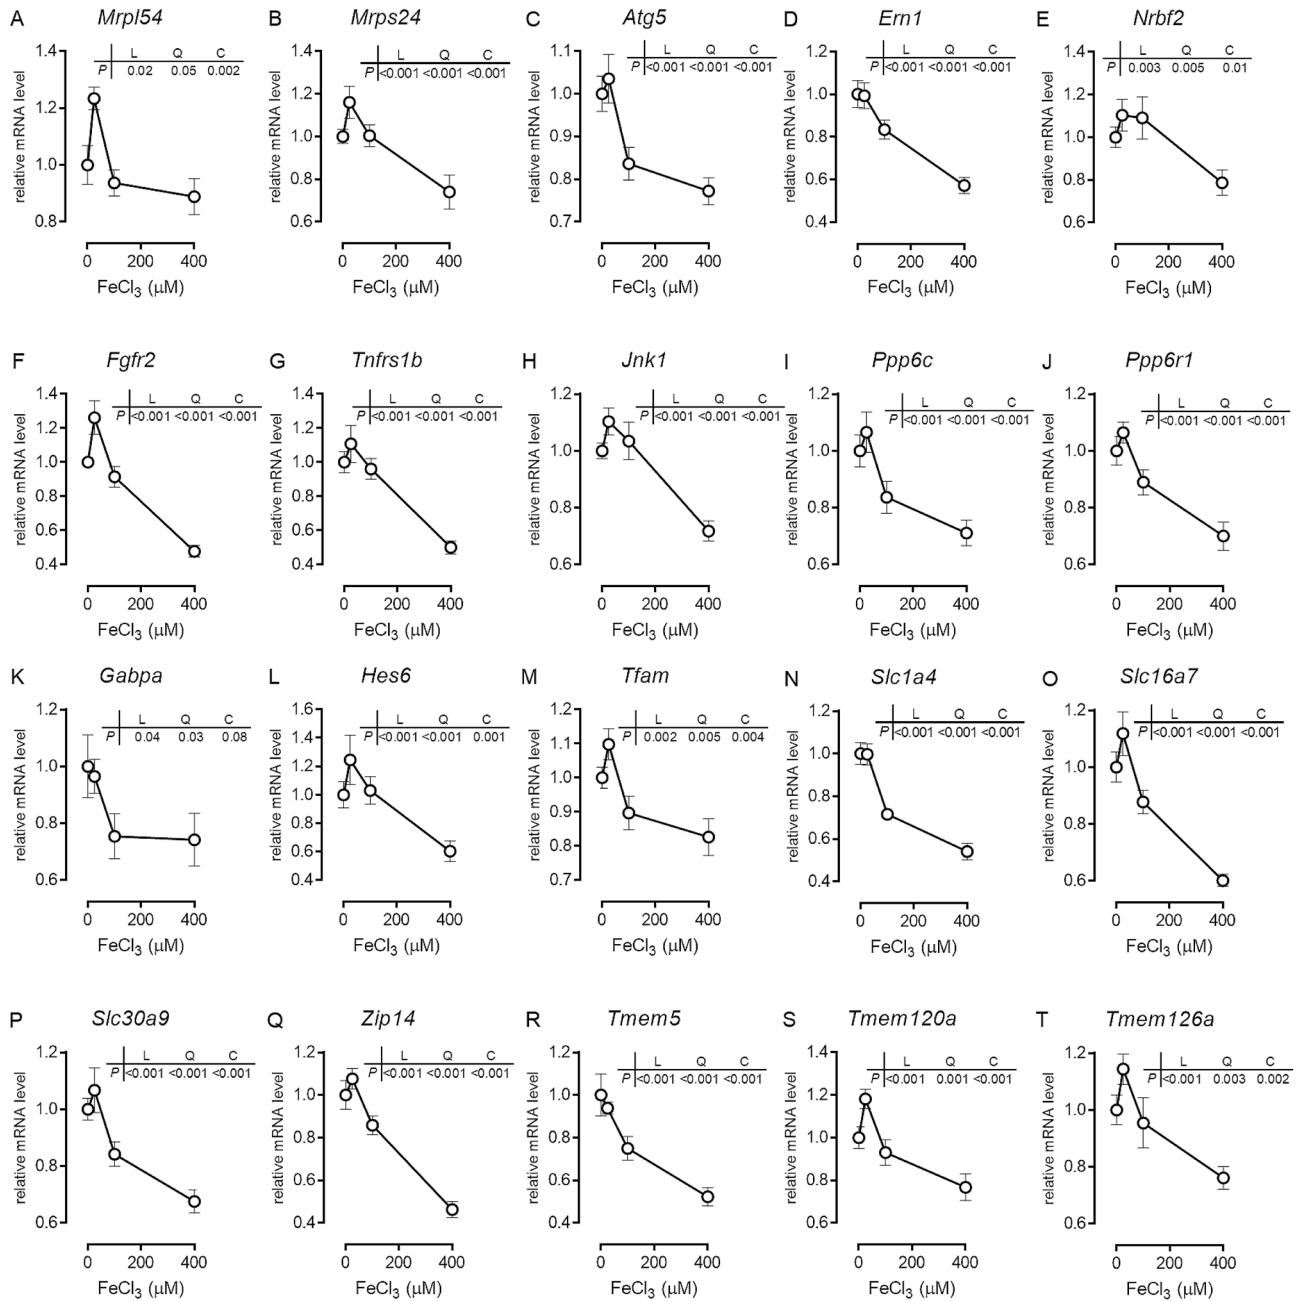 A Mrpl54
L Q C
P 0.02 0.05 0.002
relative mRNA level
1.4
1.2
1.0
0.8
0 200 400
FeCl3 (μM)
B Mrps24
L Q C
P <0.001 <0.001 <0.001
relative mRNA level
1.4
1.2
1.0
0.8
0.6
0 200 400
FeCl3 (μM)
C Atg5
L Q C
P <0.001 <0.001 <0.001
relative mRNA level
1.1
1.0
0.9
0.8
0.7
0 200 400
FeCl3 (μM)
D Ern1
L Q C
P <0.001 <0.001 <0.001
relative mRNA level
1.2
1.0
0.8
0.6
0.4
0 200 400
FeCl3 (μM)
E Nrbf2
L Q C
P 0.003 0.005 0.01
relative mRNA level
1.4
1.2
1.0
0.8
0.6
0 200 400
FeCl3 (μM)
F Fgfr2
L Q C
P <0.001 <0.001 <0.001
relative mRNA level
1.4
1.2
1.0
0.8
0.6
0.4
0 200 400
FeCl3 (μM)
G Tnfrs1b
L Q C
P <0.001 <0.001 <0.001
relative mRNA level
1.4
1.2
1.0
0.8
0.6
0.4
0 200 400
FeCl3 (μM)
H Jnk1
L Q C
P <0.001 <0.001 <0.001
relative mRNA level
1.2
1.0
0.8
0.6
0 200 400
FeCl3 (μM)
I Ppp6c
L Q C
P <0.001 <0.001 <0.001
relative mRNA level
1.2
1.0
0.8
0.6
0 200 400
FeCl3 (μM)
J Ppp6r1
L Q C
P <0.001 <0.001 <0.001
relative mRNA level
1.2
1.0
0.8
0.6
0 200 400
FeCl3 (μM)
K Gabpa
L Q C
P 0.04 0.03 0.08
relative mRNA level
1.2
1.0
0.8
0.6
0 200 400
FeCl3 (μM)
L Hes6
L Q C
P <0.001 <0.001 0.001
relative mRNA level
1.6
1.4
1.2
1.0
0.8
0.6
0.4
0 200 400
FeCl3 (μM)
M Tfam
L Q C
P 0.002 0.005 0.004
relative mRNA level
1.2
1.1
1.0
0.9
0.8
0.7
0 200 400
FeCl3 (μM)
N Slc1a4
L Q C
P <0.001 <0.001 <0.001
relative mRNA level
1.2
1.0
0.8
0.6
0.4
0 200 400
FeCl3 (μM)
O Slc16a7
L Q C
P <0.001 <0.001 <0.001
relative mRNA level
1.2
1.0
0.8
0.6
0 200 400
FeCl3 (μM)
P Slc30a9
L Q C
P <0.001 <0.001 <0.001
relative mRNA level
1.2
1.0
0.8
0.6
0 200 400
FeCl3 (μM)
Q Zip14
L Q C
P <0.001 <0.001 <0.001
relative mRNA level
1.2
1.0
0.8
0.6
0.4
0 200 400
FeCl3 (μM)
R Tmem5
L Q C
P <0.001 <0.001 <0.001
relative mRNA level
1.2
1.0
0.8
0.6
0.4
0 200 400
FeCl3 (μM)
S Tmem120a
L Q C
P <0.001 0.001 <0.001
relative mRNA level
1.4
1.2
1.0
0.8
0.6
0 200 400
FeCl3 (μM)
T Tmem126a
L Q C
P <0.001 0.003 0.002
relative mRNA level
1.2
1.0
0.8
0.6
0 200 400
FeCl3 (μM)